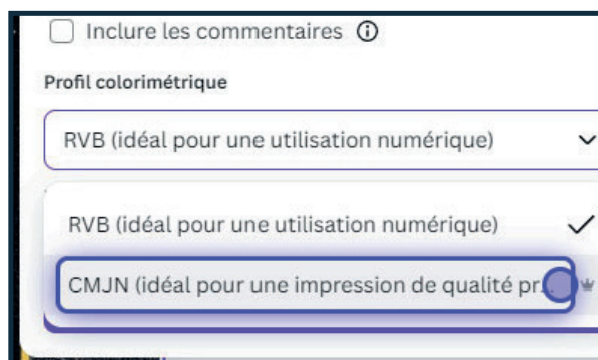 Inclure les commentaires
Profil colorimétrique
RVB (idéal pour une utilisation numérique)
RVB (idéal pour une utilisation numérique)
CMJN (idéal pour une impression de qualité pr...